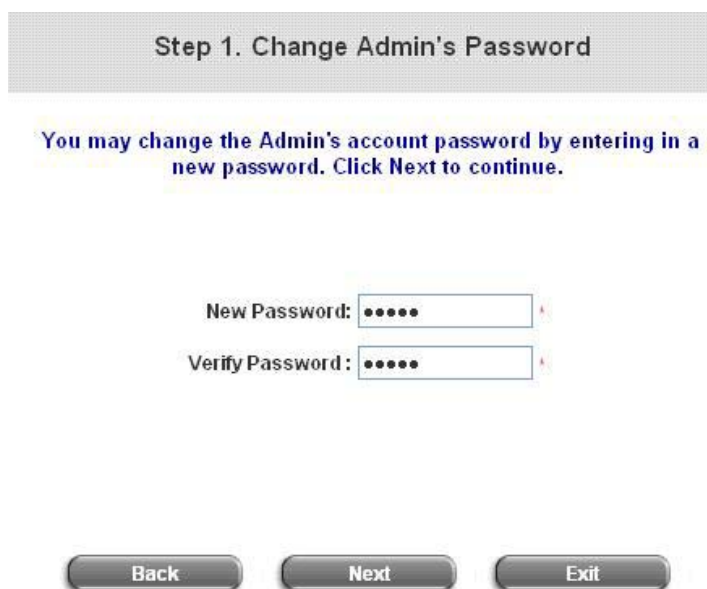 Step 1. Change Admin's Password
You may change the Admin's account password by entering in a
new password. Click Next to continue.
New Password: ••••• *
Verify Password : ••••• *
Back Next Exit